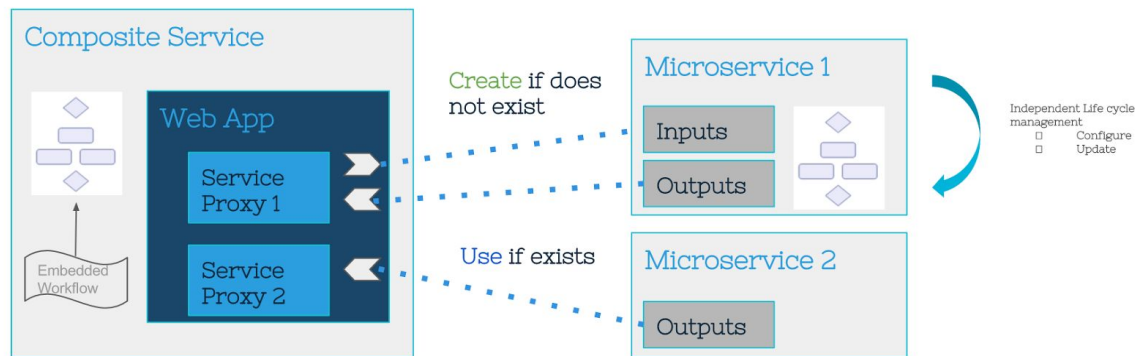 Composite Service
Web App
Service
Proxy 1
Service
Proxy 2
Embedded
Workflow
Create if does
not exist
Use if exists
Microservice 1
Inputs
Outputs
Microservice 2
Outputs
Independent Life cycle
management
Configure
Update